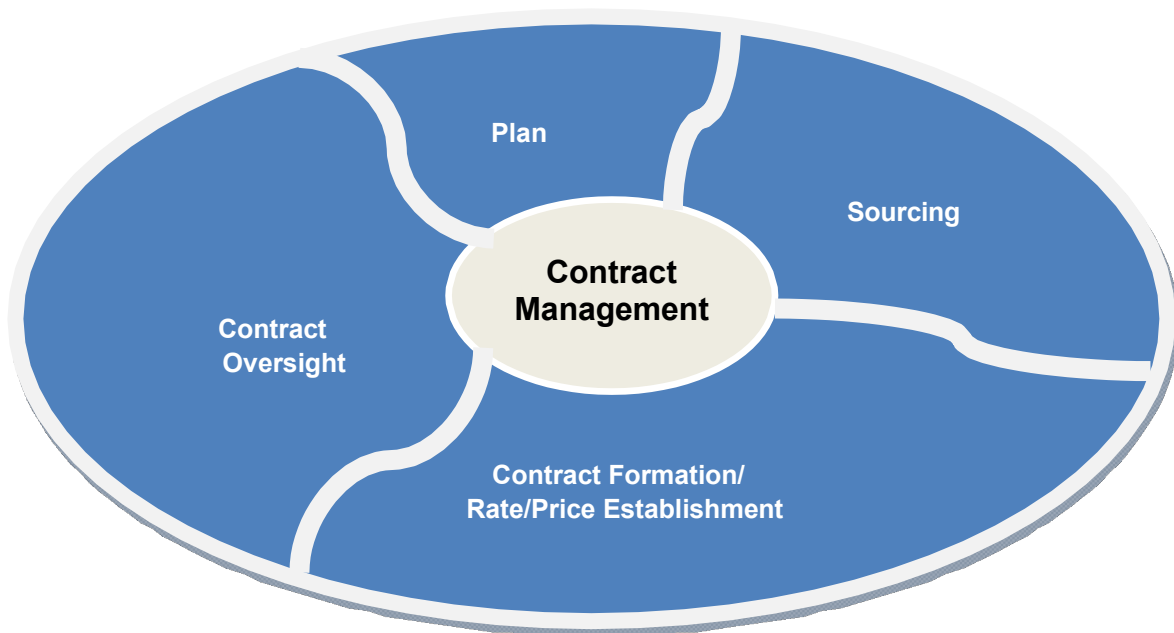 Plan
Sourcing
Contract
Management
Contract
Oversight
Contract Formation/
Rate/Price Establishment